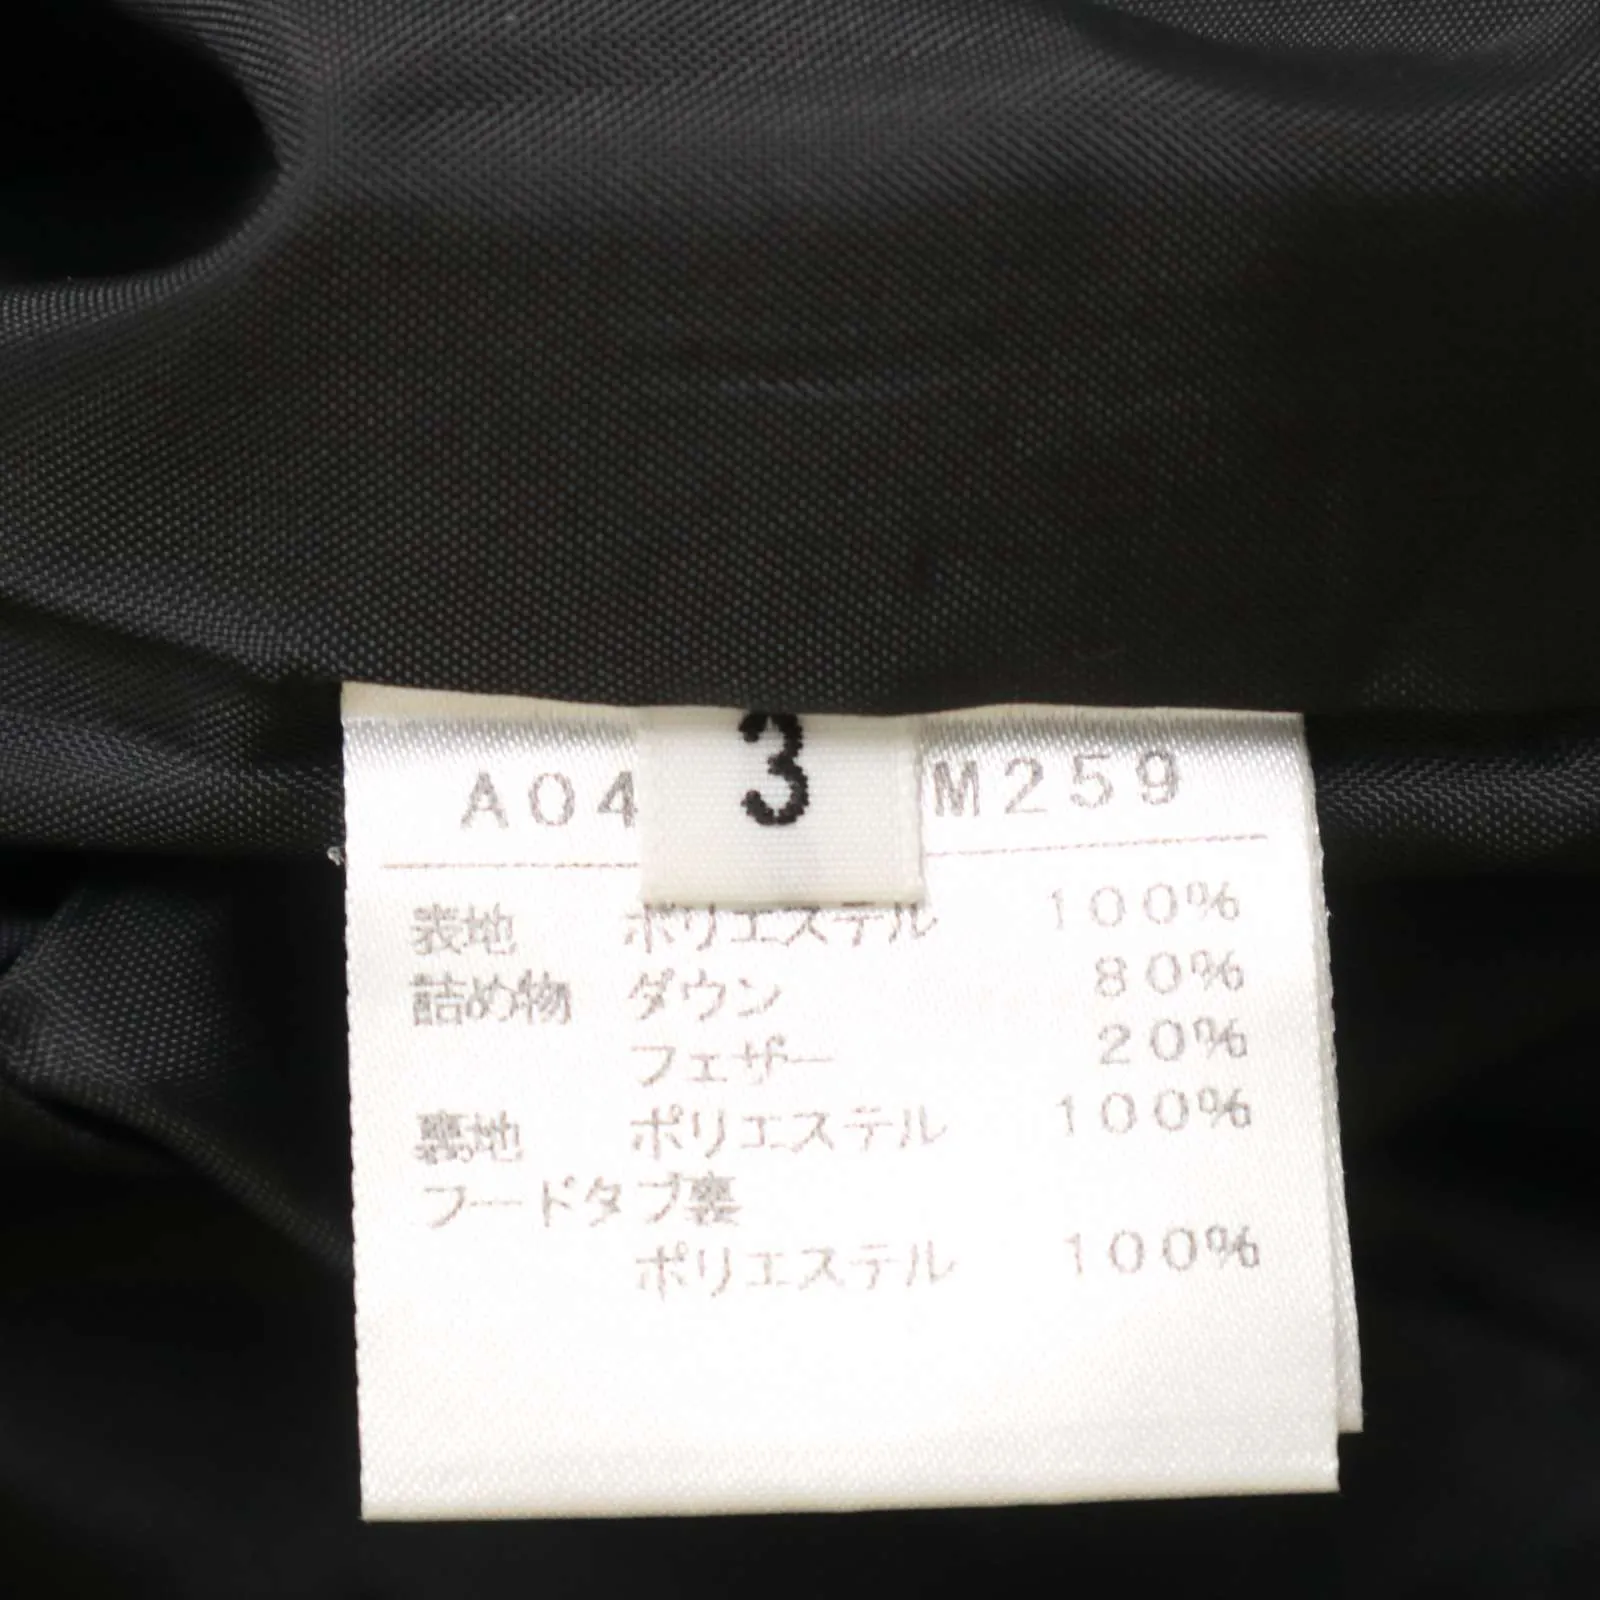 3
A04 M259
表地 ポリエステル 100%
詰め物 ダウン 80%
フェザー 20%
裏地 ポリエステル 100%
フードタブ裏
ポリエステル 100%